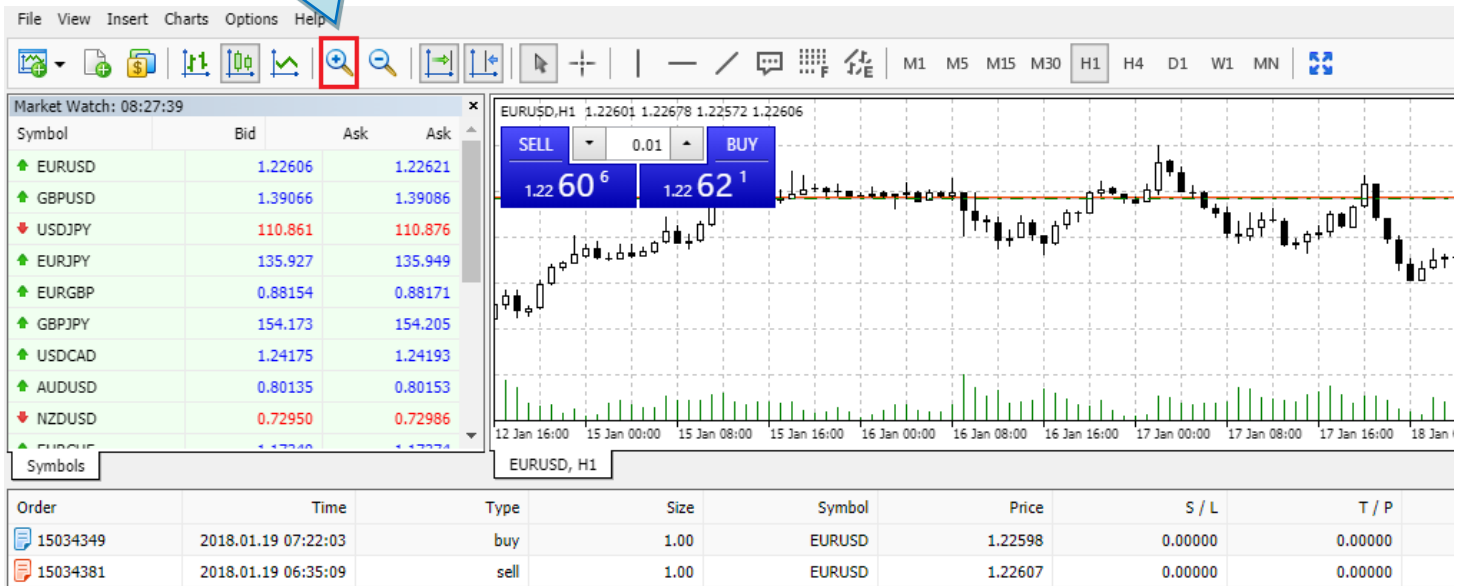 File View Insert Charts Options Help
F E M1 M5 M15 M30 H1 H4 D1 W1 MN
Market Watch: 08:27:39
Symbol Bid Ask Ask
EURUSD 1.22606 1.22621
GBPUSD 1.39066 1.39086
USDJPY 110.861 110.876
EURJPY 135.927 135.949
EURGBP 0.88154 0.88171
GBPJPY 154.173 154.205
USDCAD 1.24175 1.24193
AUDUSD 0.80135 0.80153
NZDUSD 0.72950 0.72986
Symbols
EURUSD,H1 1.22601 1.22678 1.22572 1.22606
SELL 0.01 BUY
1.22 60 6 1.22 62 1
12 Jan 16:00 15 Jan 00:00 15 Jan 08:00 15 Jan 16:00 16 Jan 00:00 16 Jan 08:00 16 Jan 16:00 17 Jan 00:00 17 Jan 08:00 17 Jan 16:00 18 Jan
EURUSD, H1
Order Time Type Size Symbol Price S / L T / P
15034349 2018.01.19 07:22:03 buy 1.00 EURUSD 1.22598 0.00000 0.00000
15034381 2018.01.19 06:35:09 sell 1.00 EURUSD 1.22607 0.00000 0.00000